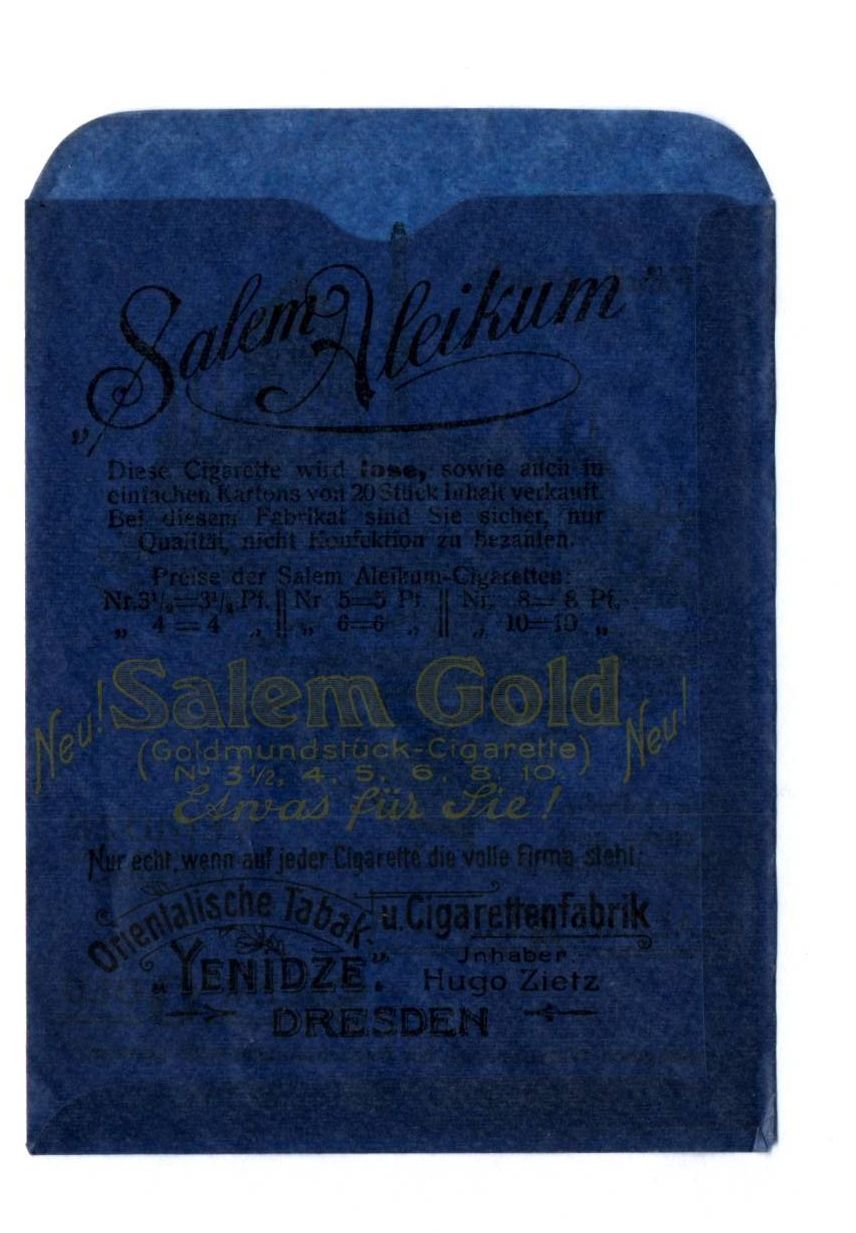 „Salem Aleikum"
Diese Cigarette wird lose, sowie auch in
einfachen Kartons von 20 Stück Inhalt verkauft.
Bei diesem Fabrikat sind Sie sicher, nur
Qualität, nicht Konfektion zu bezahlen.
Preise der Salem Aleikum-Cigaretten:
Nr. 3½=3½ Pf. || Nr 5=5 Pf || Nr. 8=8 Pf.
„ 4=4 „ || „ 6=6 „ || „ 10=10 „
Neu! Salem Gold Neu!
(Goldmundstück-Cigarette)
No 3½, 4, 5, 6, 8, 10.
Etwas für Sie!
Nur echt, wenn auf jeder Cigarette die volle Firma steht:
Orientalische Tabak- u. Cigarettenfabrik
„YENIDZE". Inhaber
Hugo Zietz
DRESDEN